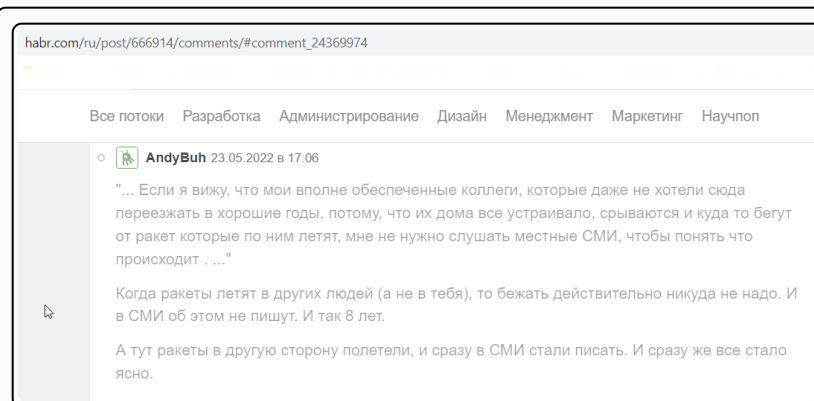 habr.com/ru/post/666914/comments/#comment_24369974
Все потоки Разработка Администрирование Дизайн Менеджмент Маркетинг Научпоп
AndyBuh 23.05.2022 в 17:06
"... Если я вижу, что мои вполне обеспеченные коллеги, которые даже не хотели сюда
переезжать в хорошие годы, потому, что их дома все устраивало, срываются и куда то бегут
от ракет которые по ним летят, мне не нужно слушать местные СМИ, чтобы понять что
происходит . ..."
Когда ракеты летят в других людей (а не в тебя), то бежать действительно никуда не надо. И
в СМИ об этом не пишут. И так 8 лет.
А тут ракеты в другую сторону полетели, и сразу в СМИ стали писать. И сразу же все стало
ясно.